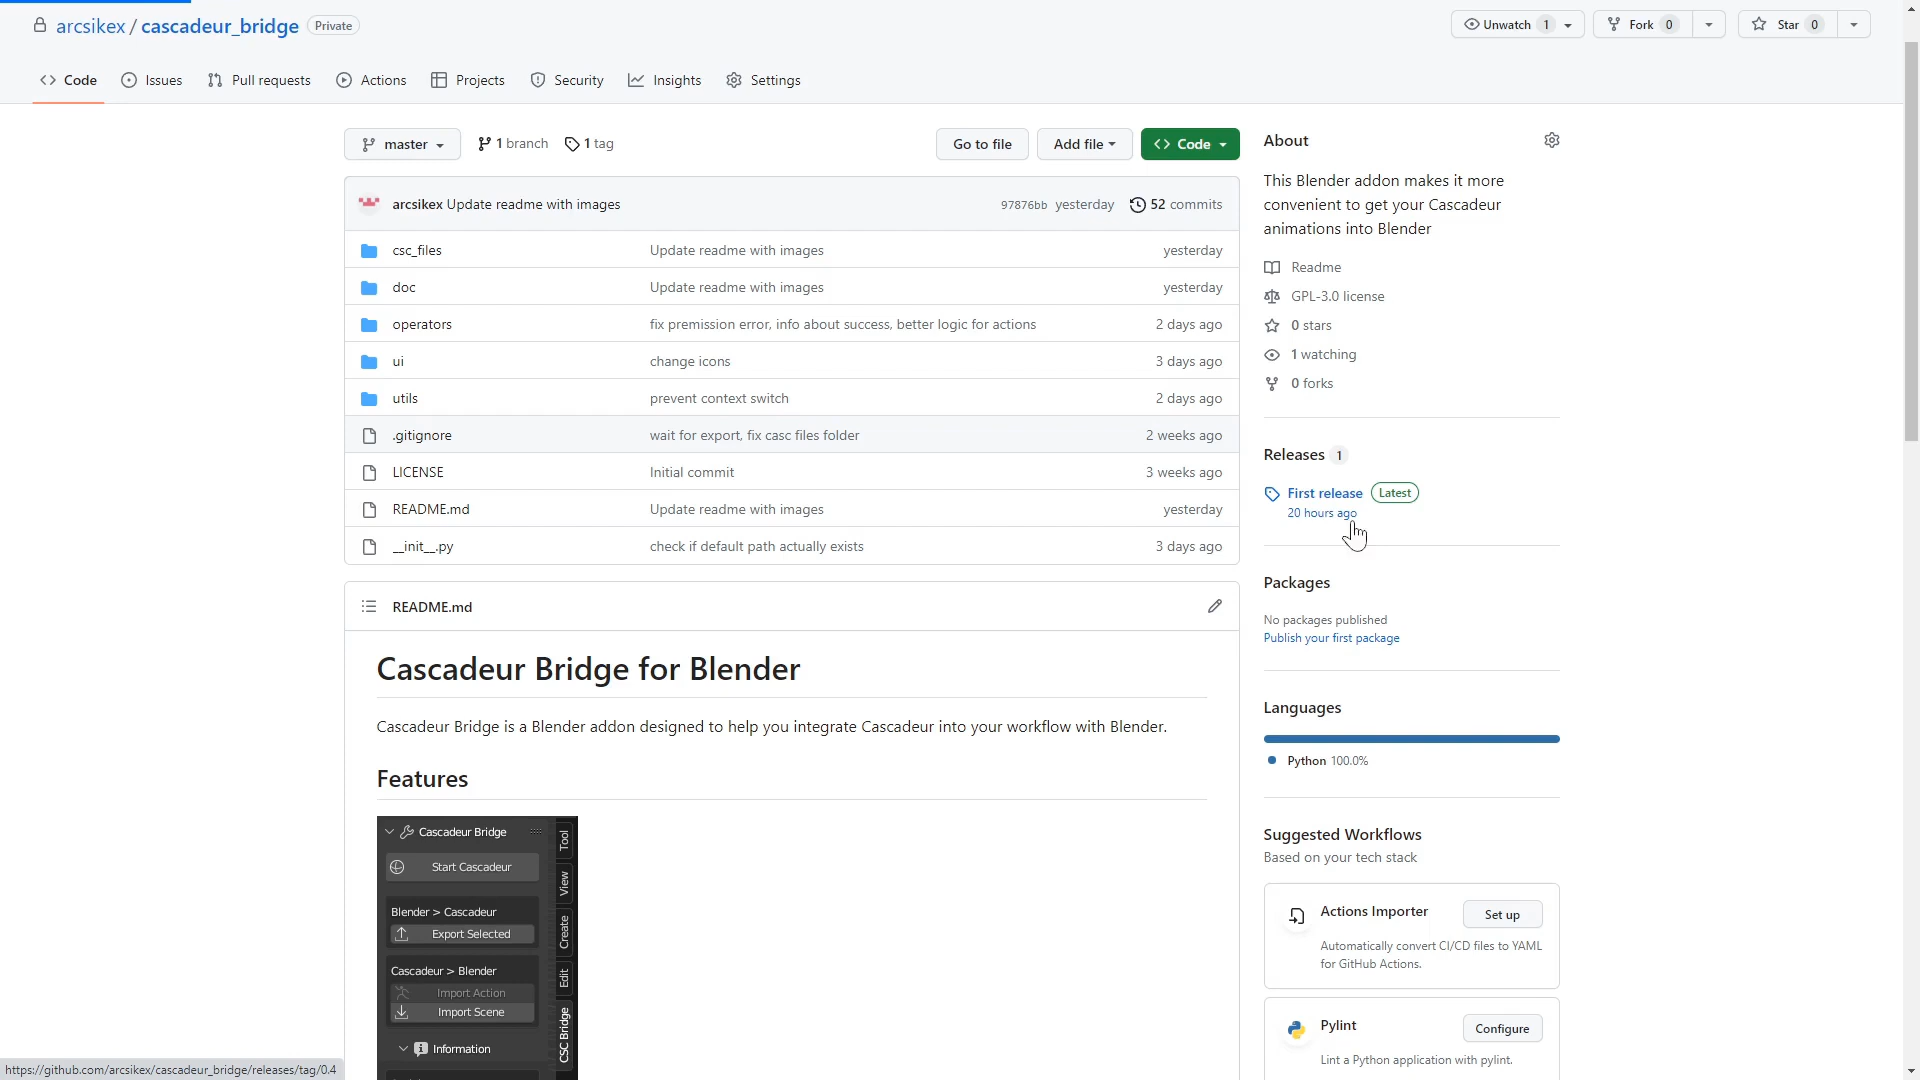 arcsikex / cascadeur_bridge Private
Unwatch 1 Fork 0 Star 0
Code Issues Pull requests Actions Projects Security Insights Settings
master 1 branch 1 tag Go to file Add file Code
arcsikex Update readme with images 97876bb yesterday 52 commits
csc_files Update readme with images yesterday
doc Update readme with images yesterday
operators fix premission error, info about success, better logic for actions 2 days ago
ui change icons 3 days ago
utils prevent context switch 2 days ago
.gitignore wait for export, fix casc files folder 2 weeks ago
LICENSE Initial commit 3 weeks ago
README.md Update readme with images yesterday
__init__.py check if default path actually exists 3 days ago
README.md
Cascadeur Bridge for Blender
Cascadeur Bridge is a Blender addon designed to help you integrate Cascadeur into your workflow with Blender.
Features
Cascadeur Bridge
Start Cascadeur
Blender > Cascadeur
Export Selected
Cascadeur > Blender
Import Action
Import Scene
Information
Tool
View
Create
Edit
CSC Bridge
About
This Blender addon makes it more
convenient to get your Cascadeur
animations into Blender
Readme
GPL-3.0 license
0 stars
1 watching
0 forks
Releases 1
First release Latest
20 hours ago
Packages
No packages published
Publish your first package
Languages
Python 100.0%
Suggested Workflows
Based on your tech stack
Actions Importer Set up
Automatically convert CI/CD files to YAML
for GitHub Actions.
Pylint Configure
Lint a Python application with pylint.
https://github.com/arcsikex/cascadeur_bridge/releases/tag/0.4